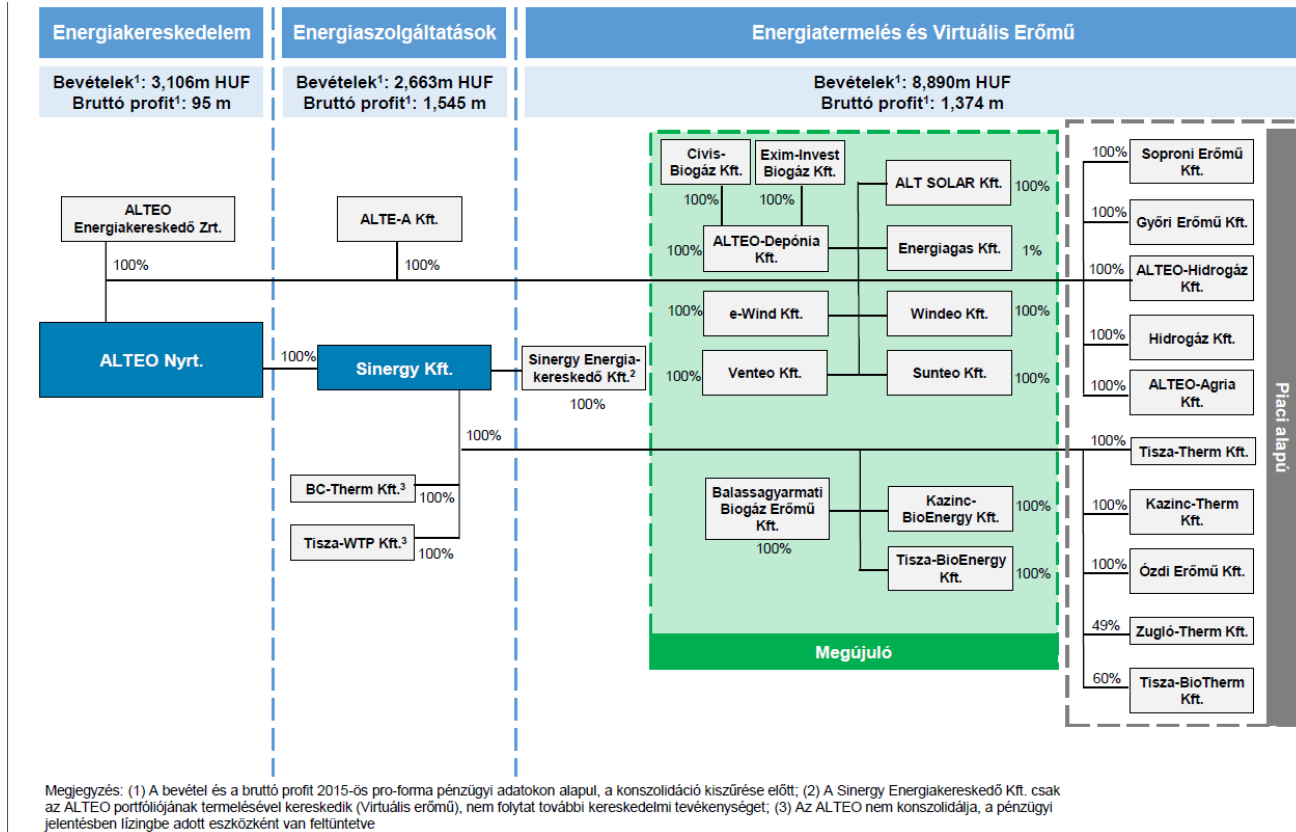 Energiakereskedelem
Energiaszolgáltatások
Energiatermelés és Virtuális Erőmű
Bevételek¹: 3,106m HUF
Bruttó profit¹: 95 m
Bevételek¹: 2,663m HUF
Bruttó profit¹: 1,545 m
Bevételek¹: 8,890m HUF
Bruttó profit¹: 1,374 m
ALTEO
Energiakereskedő Zrt.
100%
ALTE-A Kft.
100%
ALTEO Nyrt.
100%
Sinergy Kft.
Sinergy Energia-
kereskedő Kft.²
100%
100%
BC-Therm Kft.³
100%
Tisza-WTP Kft.³
100%
Civis-
Biogáz Kft.
100%
Exim-Invest
Biogáz Kft.
100%
ALT SOLAR Kft.
100%
100%
ALTEO-Depónia
Kft.
Energiagas Kft.
1%
100%
e-Wind Kft.
Windeo Kft.
100%
100%
Venteo Kft.
Sunteo Kft.
100%
Balassagyarmati
Biogáz Erőmű
Kft.
100%
Kazinc-
BioEnergy Kft.
100%
Tisza-BioEnergy
Kft.
100%
Megújuló
100%
Soproni Erőmű
Kft.
100%
Győri Erőmű Kft.
100%
ALTEO-Hidrogáz
Kft.
100%
Hidrogáz Kft.
100%
ALTEO-Agria
Kft.
100%
Tisza-Therm Kft.
100%
Kazinc-Therm
Kft.
100%
Ózdi Erőmű Kft.
49%
Zugló-Therm Kft.
60%
Tisza-BioTherm
Kft.
Piaci alapú
Megjegyzés: (1) A bevétel és a bruttó profit 2015-ös pro-forma pénzügyi adatokon alapul, a konszolidáció kiszűrése előtt; (2) A Sinergy Energiakereskedő Kft. csak
az ALTEO portfóliójának termelésével kereskedik (Virtuális erőmű), nem folytat további kereskedelmi tevékenységet; (3) Az ALTEO nem konszolidálja, a pénzügyi
jelentésben lízingbe adott eszközként van feltüntetve